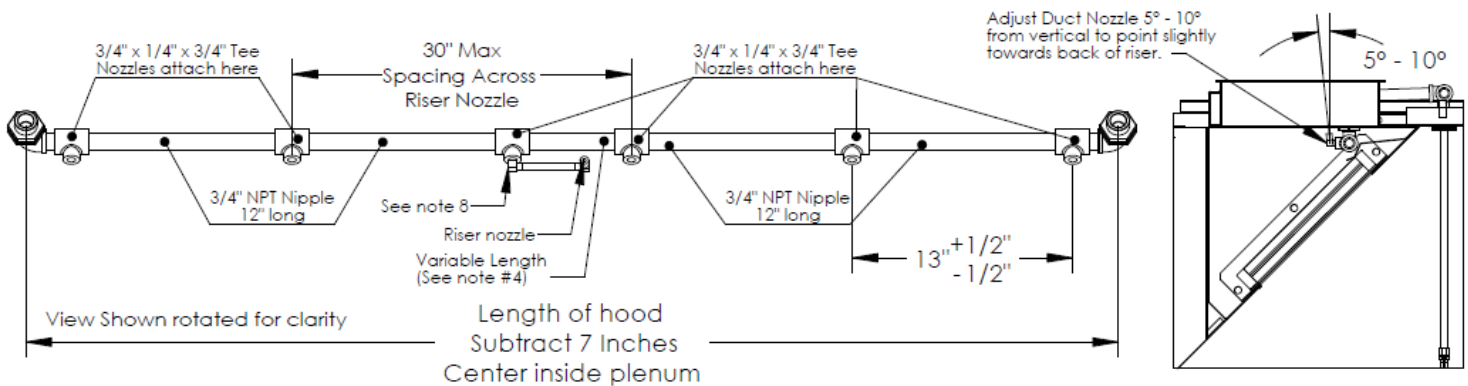 3/4" x 1/4" x 3/4" Tee
Nozzles attach here
30" Max
Spacing Across
Riser Nozzle
3/4" x 1/4" x 3/4" Tee
Nozzles attach here
Adjust Duct Nozzle 5° - 10°
from vertical to point slightly
towards back of riser.
5° - 10°
3/4" NPT Nipple
12" long
See note 8
Riser nozzle
Variable Length
(See note #4)
3/4" NPT Nipple
12" long
13" +1/2"
-1/2"
View Shown rotated for clarity
Length of hood
Subtract 7 Inches
Center inside plenum